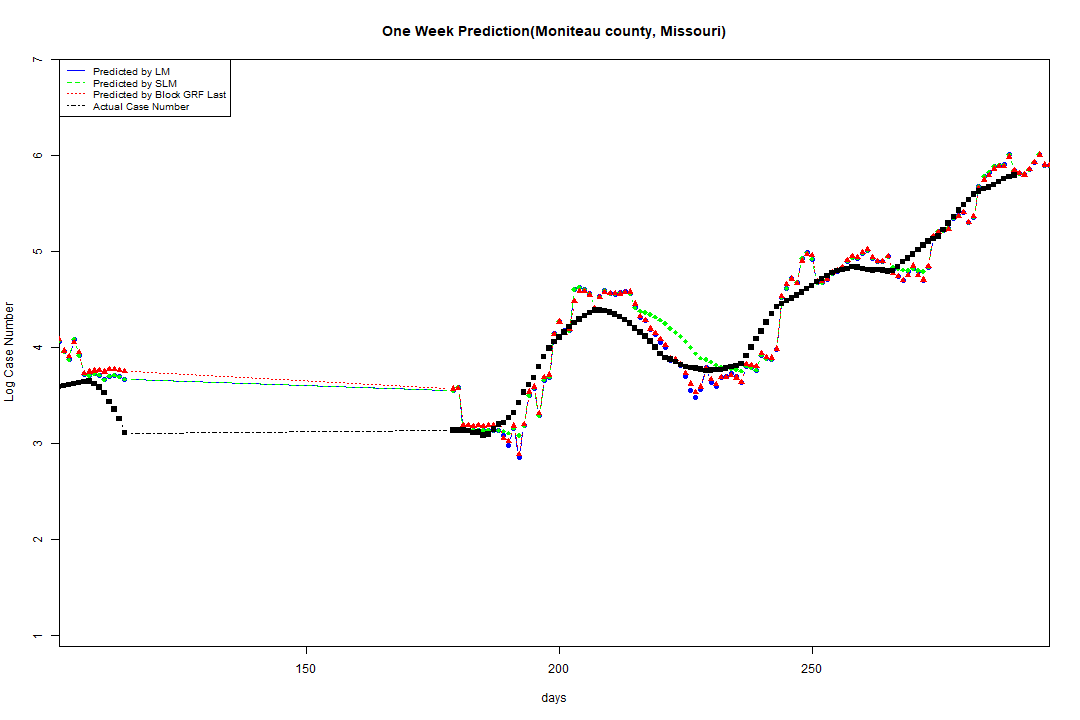 One Week Prediction(Moniteau county, Missouri)
Predicted by LM
Predicted by SLM
Predicted by Block GRF Last
Actual Case Number
7
6
5
4
3
2
1
Log Case Number
150
200
250
days